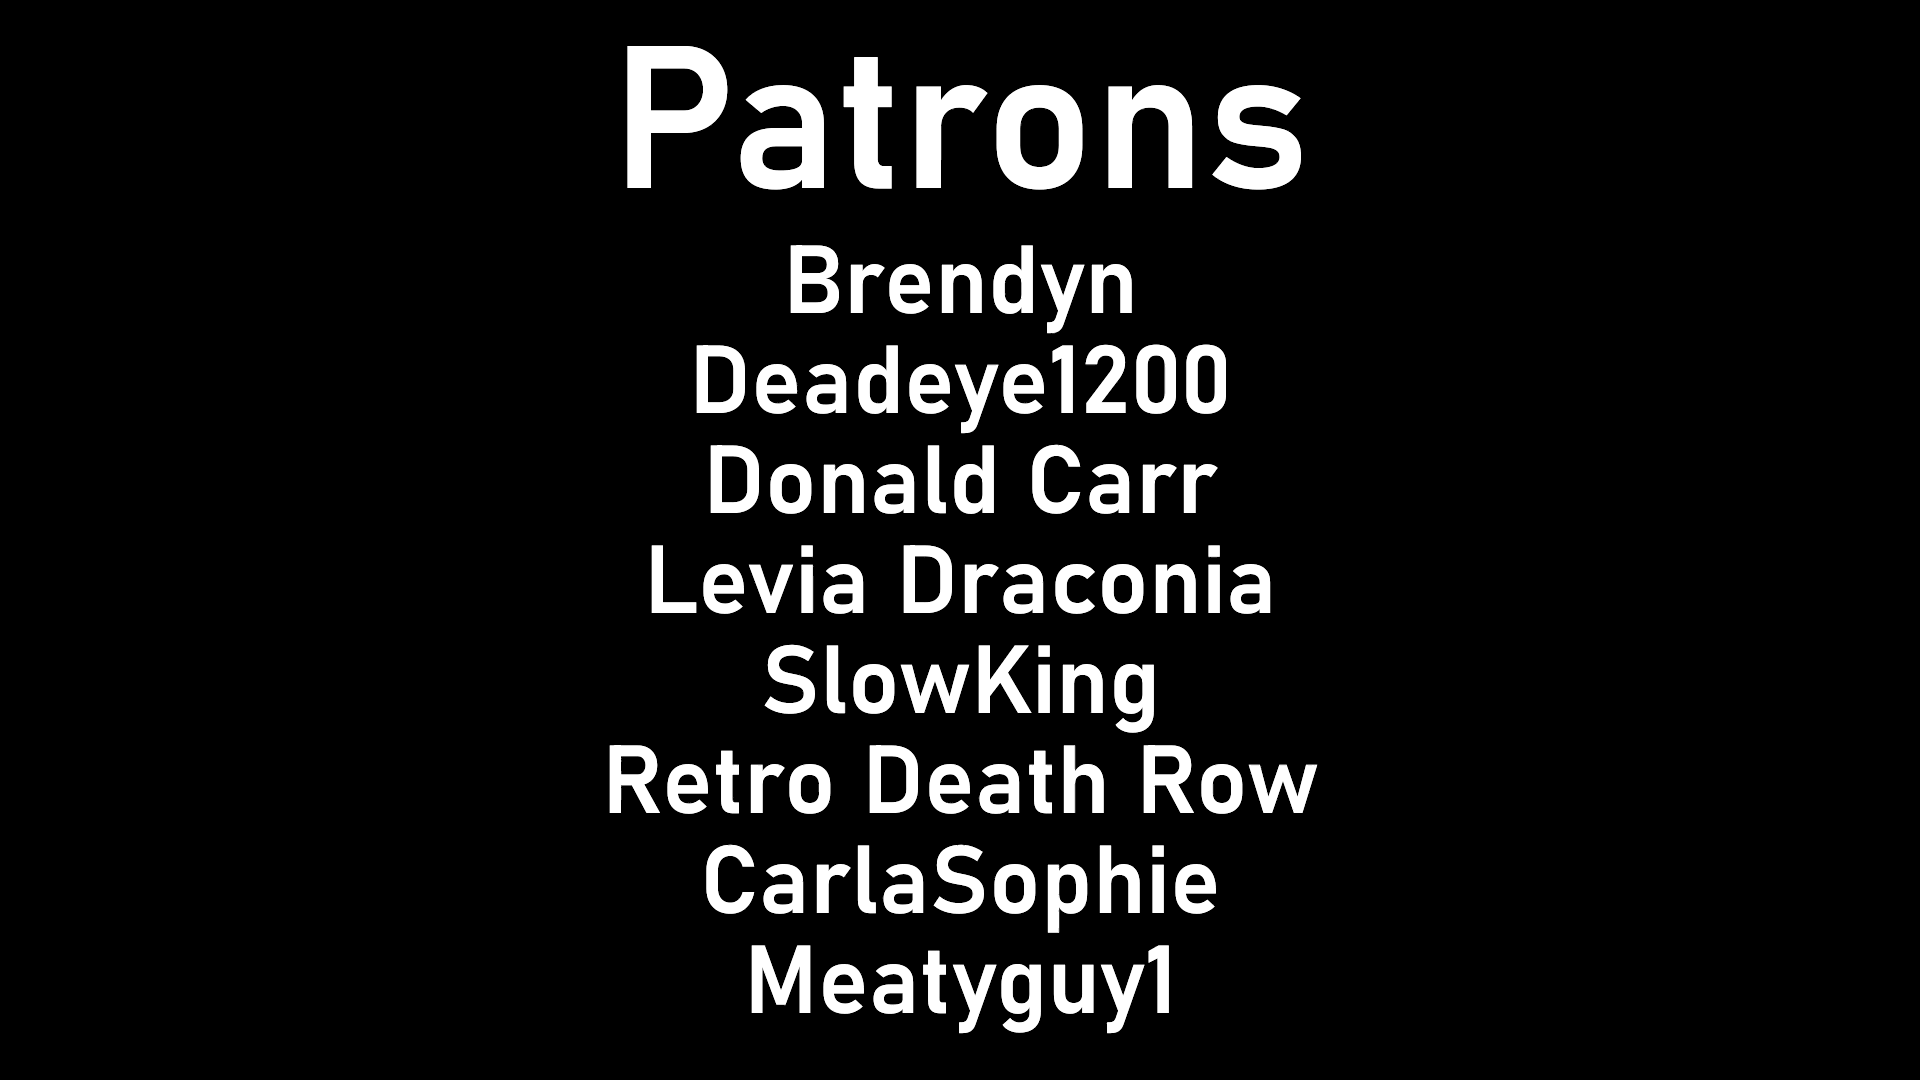 Patrons
Brendyn
Deadeye1200
Donald Carr
Levia Draconia
SlowKing
Retro Death Row
CarlaSophie
Meatyguy1